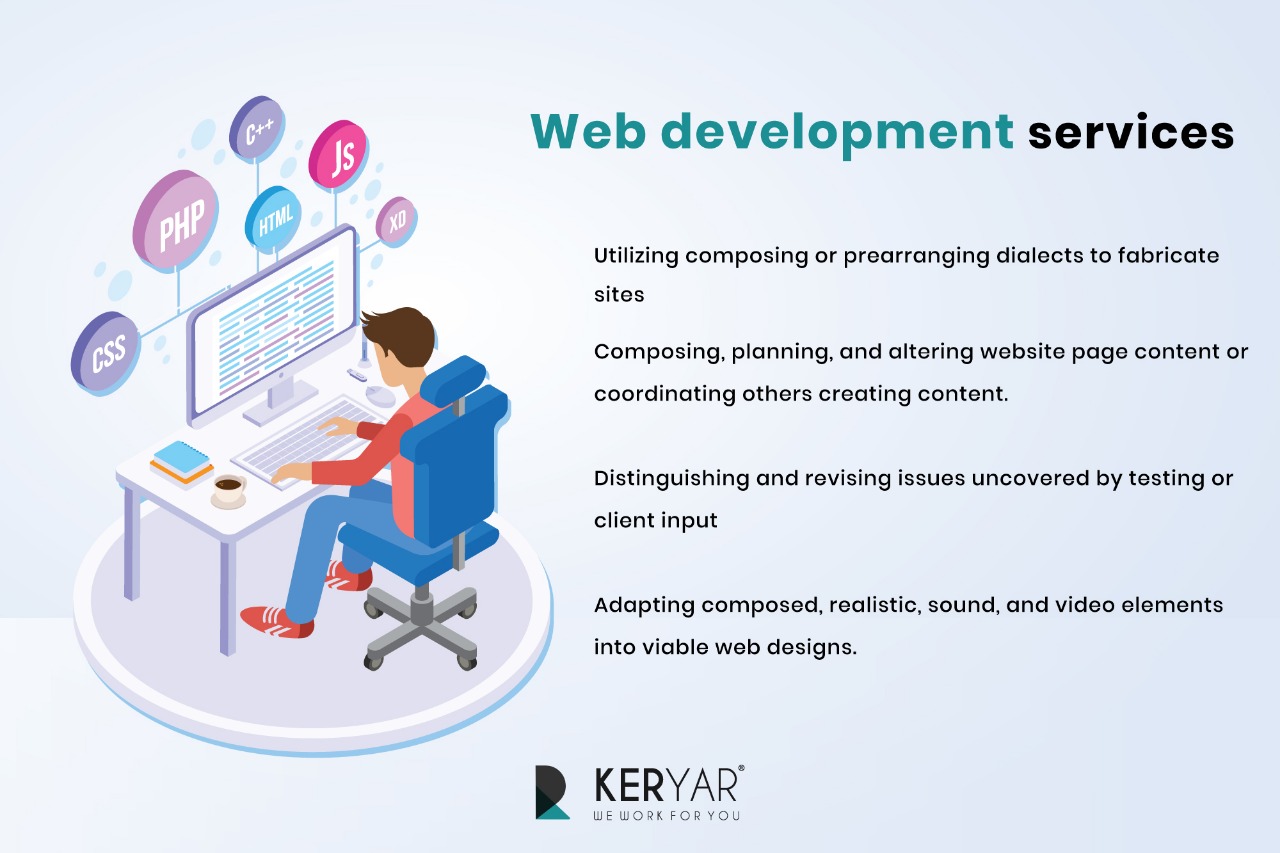 Web development services
C++
JS
PHP
HTML
XD
CSS
Utilizing composing or prearranging dialects to fabricate
sites
Composing, planning, and altering website page content or
coordinating others creating content.
Distinguishing and revising issues uncovered by testing or
client input
Adapting composed, realistic, sound, and video elements
into viable web designs.
KERYAR®
WE WORK FOR YOU